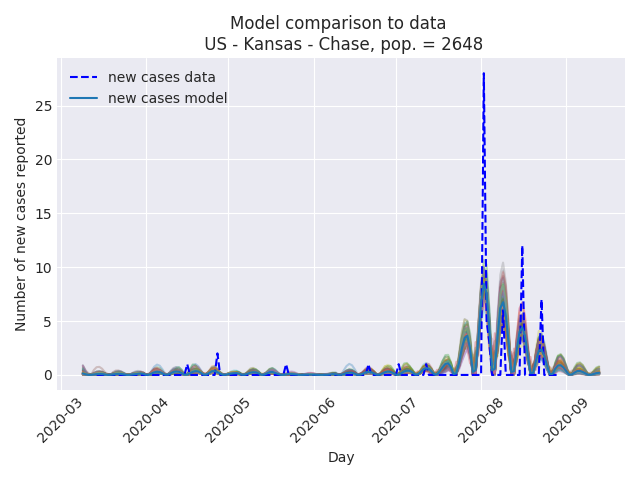 Model comparison to data
US - Kansas - Chase, pop. = 2648
new cases data
new cases model
Number of new cases reported
25
20
15
10
5
0
2020-03
2020-04
2020-05
2020-06
2020-07
2020-08
2020-09
Day